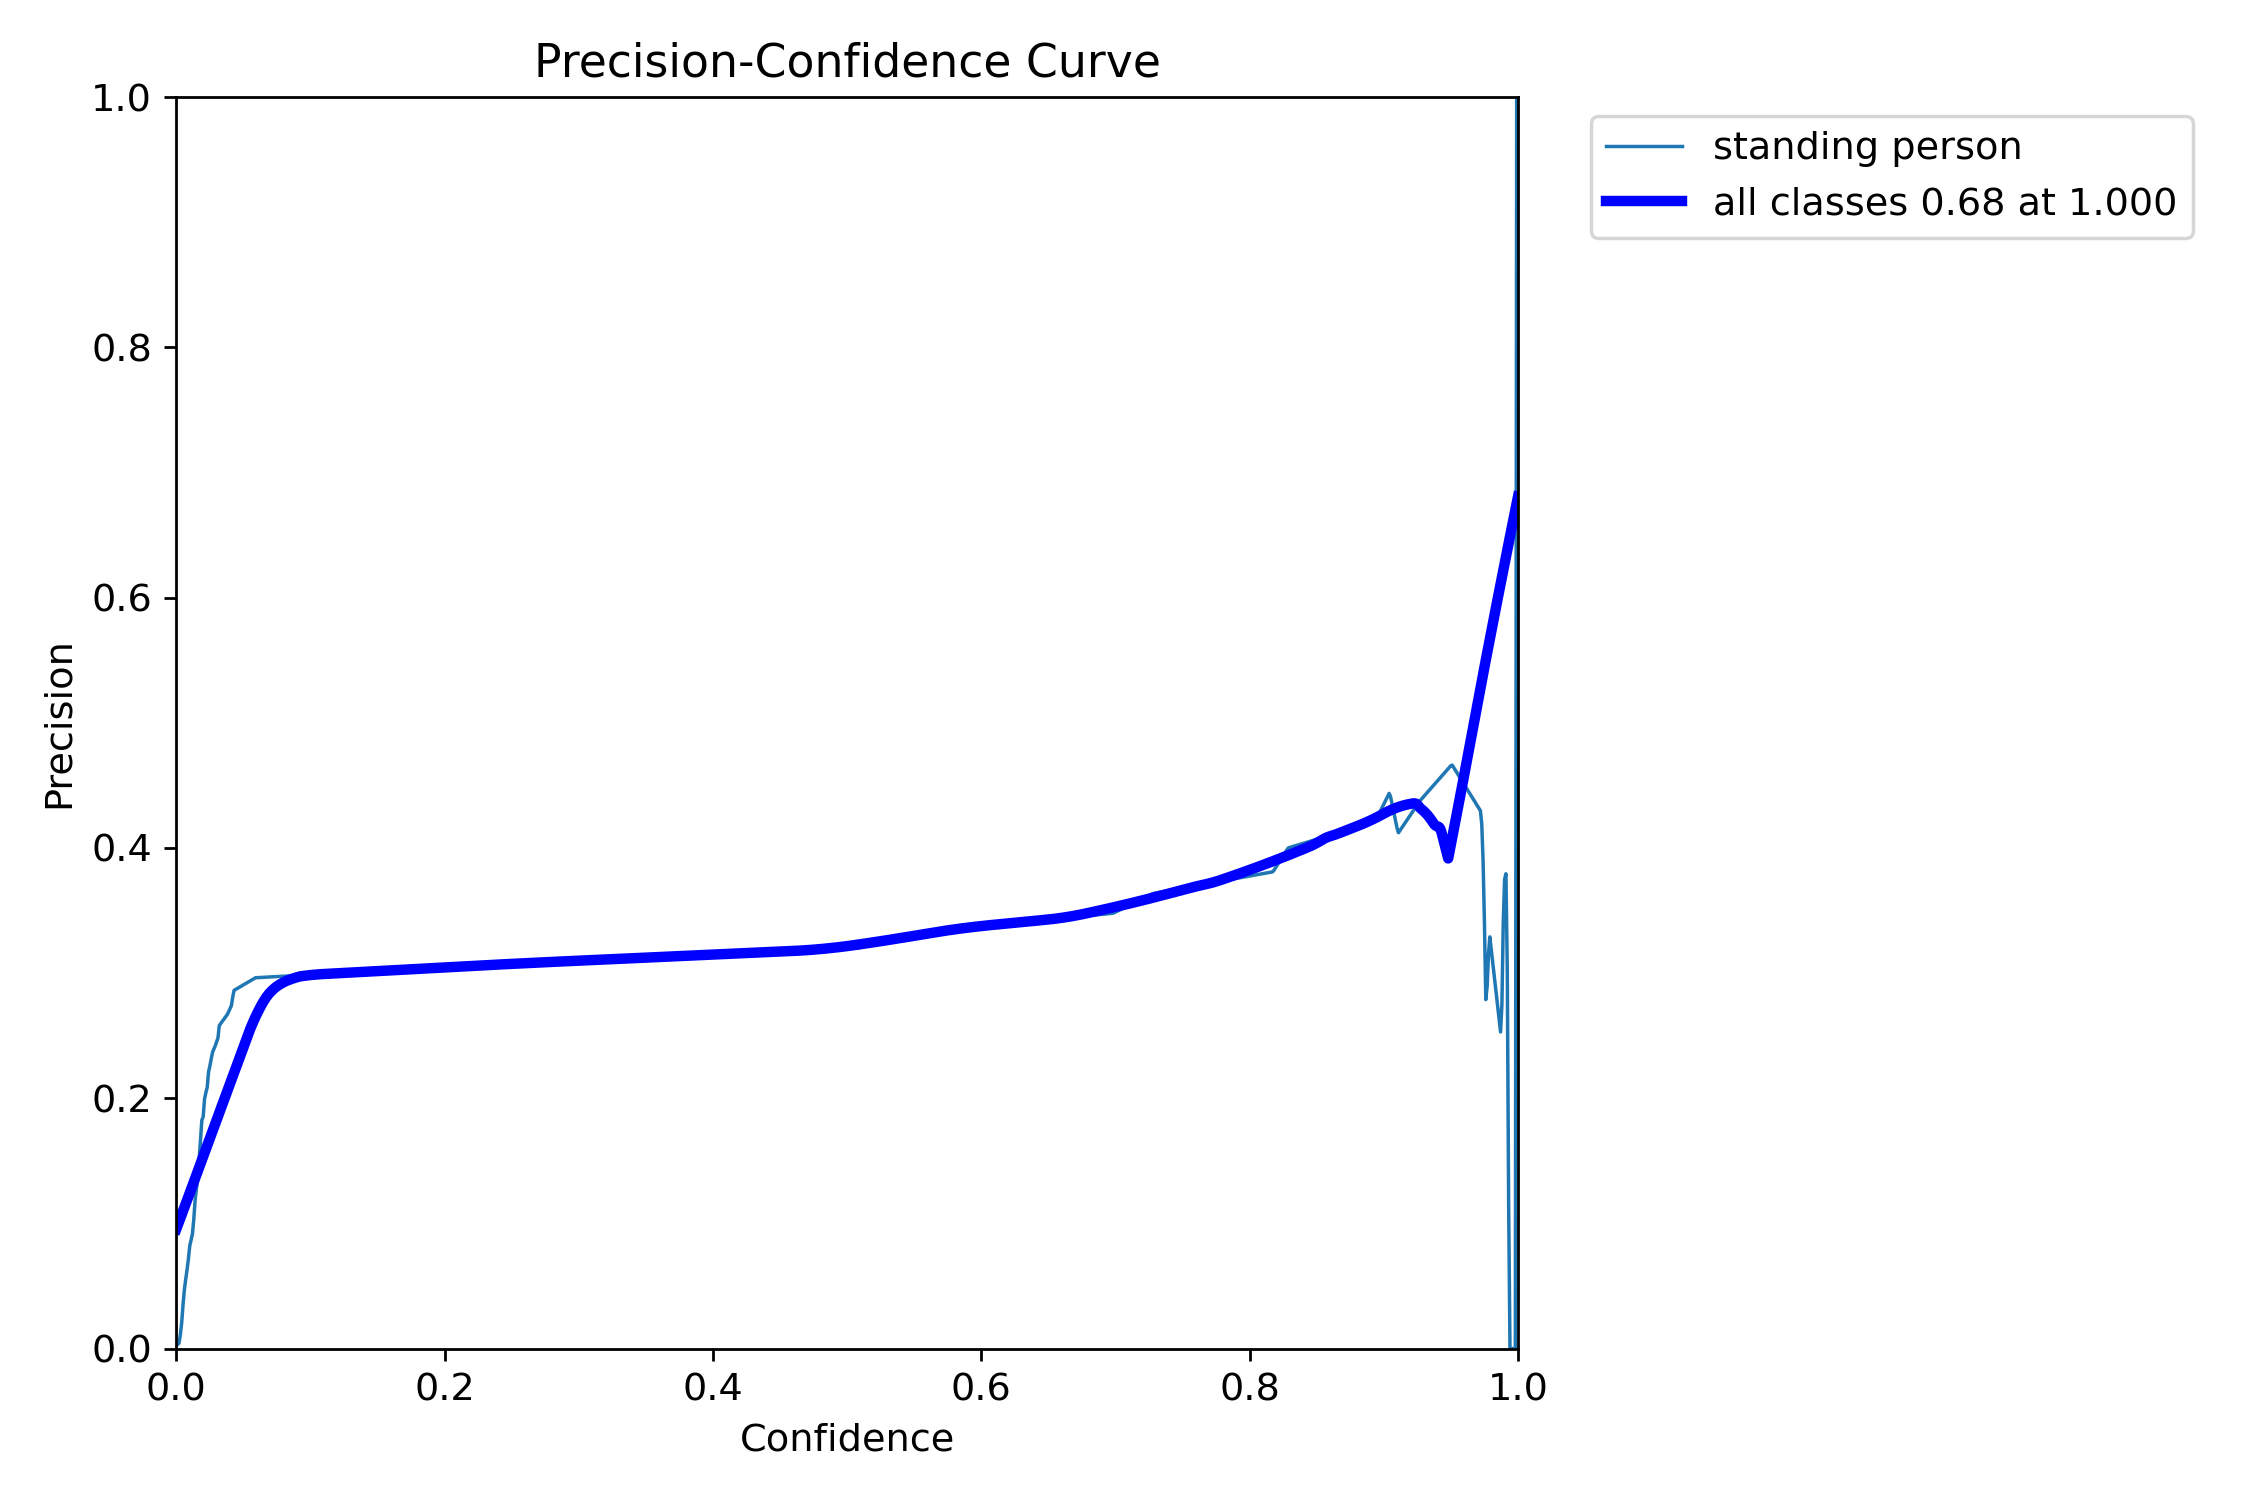 Precision-Confidence Curve
standing person
all classes 0.68 at 1.000
1.0
0.8
0.6
0.4
0.2
0.0
Precision
0.0 0.2 0.4 0.6 0.8 1.0
Confidence